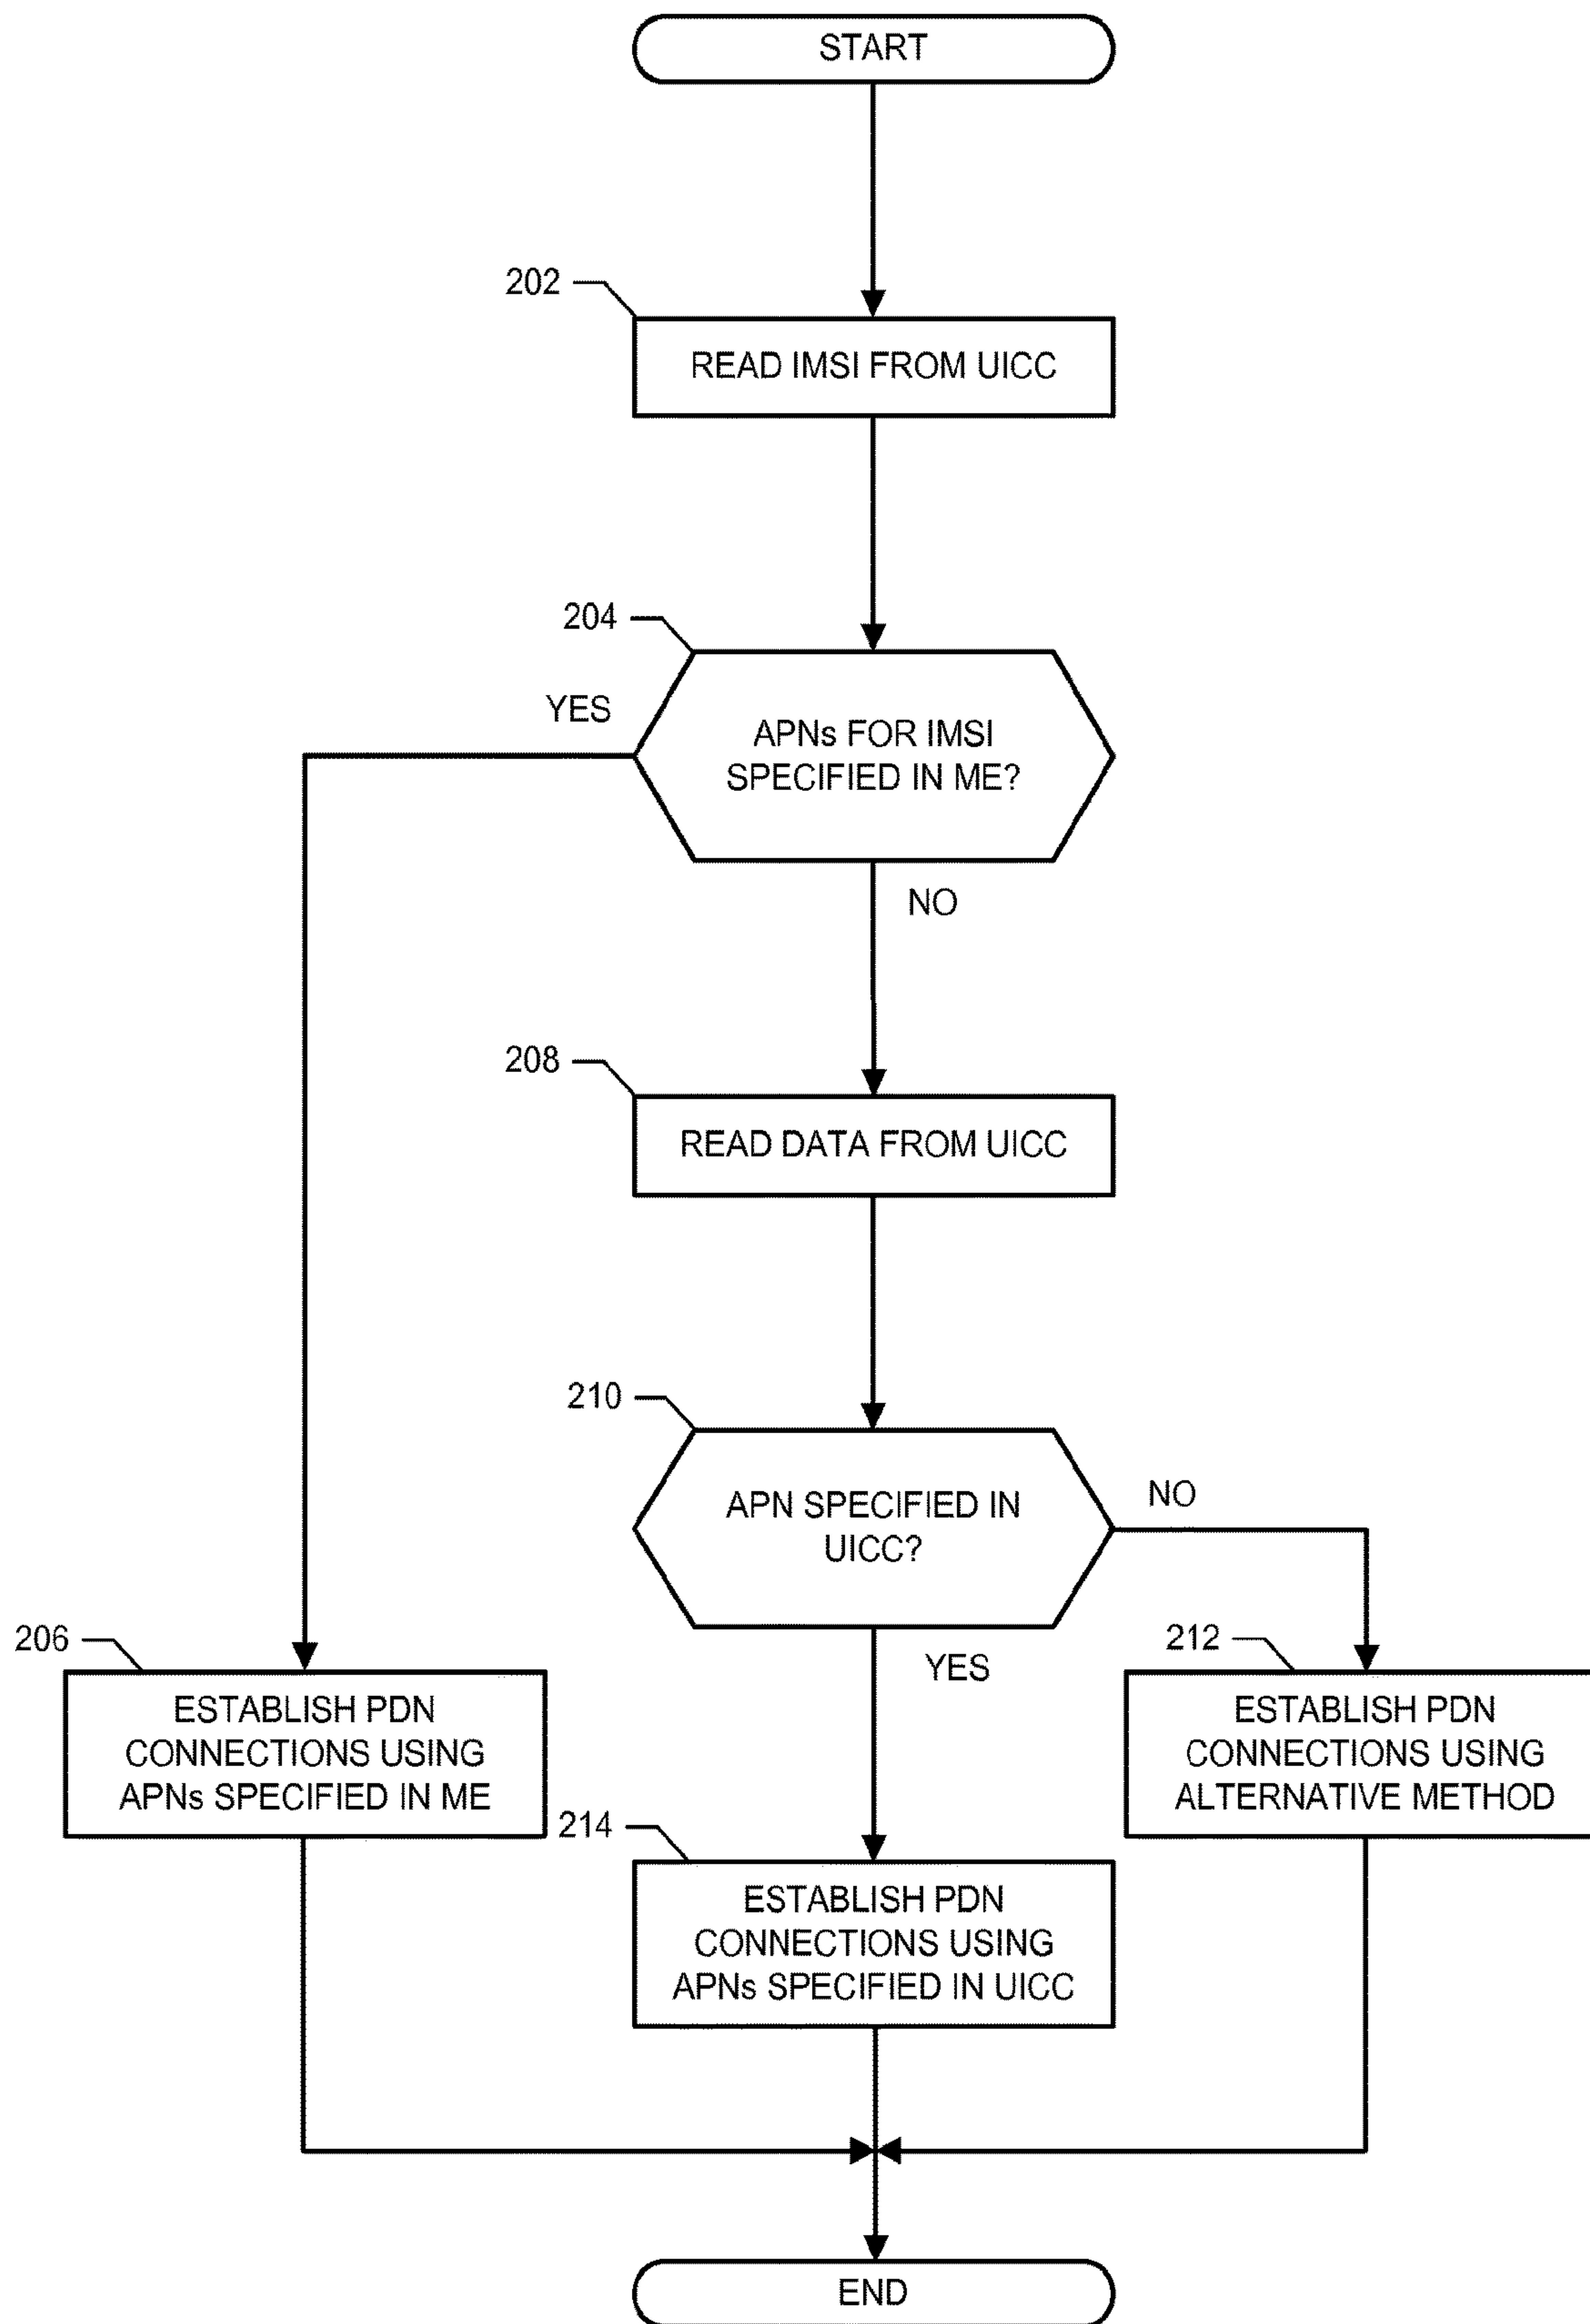 START
202
READ IMSI FROM UICC
204
YES
APNs FOR IMSI
SPECIFIED IN ME?
NO
208
READ DATA FROM UICC
210
APN SPECIFIED IN
UICC?
NO
YES
206
ESTABLISH PDN
CONNECTIONS USING
APNs SPECIFIED IN ME
212
ESTABLISH PDN
CONNECTIONS USING
ALTERNATIVE METHOD
214
ESTABLISH PDN
CONNECTIONS USING
APNs SPECIFIED IN UICC
END